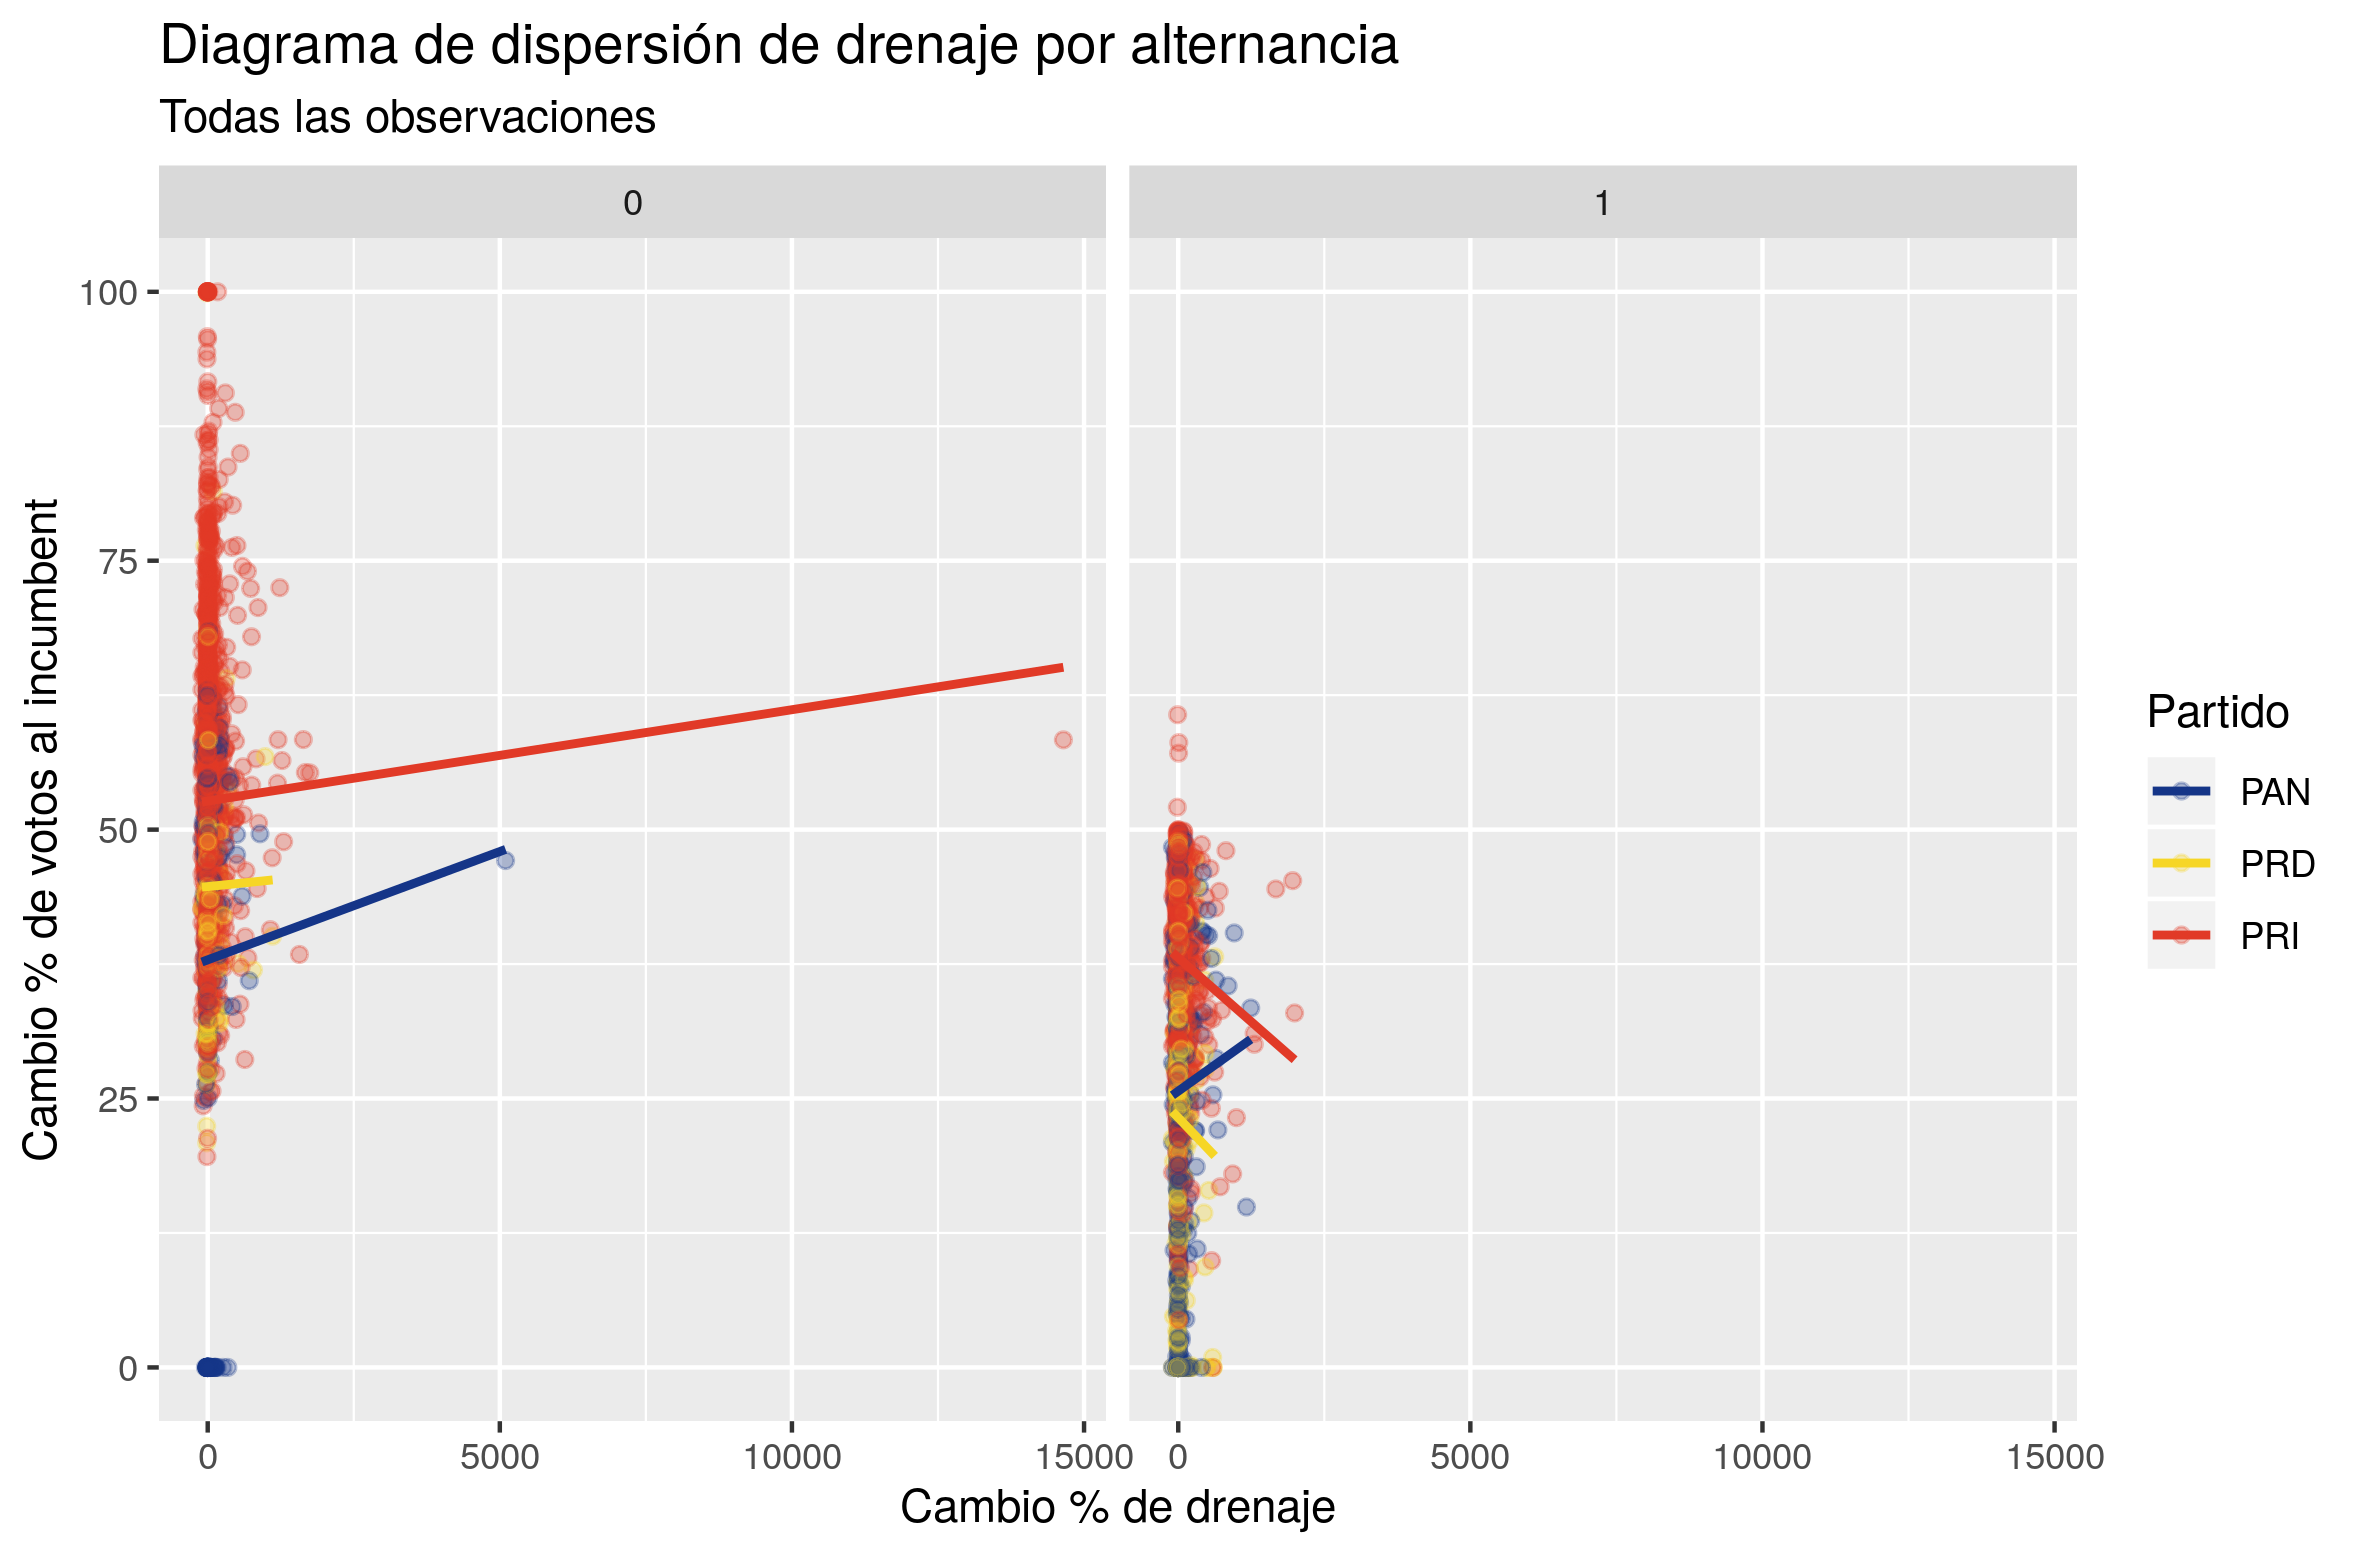 Diagrama de dispersión de drenaje por alternancia
Todas las observaciones
0
1
Cambio % de votos al incumbent
100
75
50
25
0
0
5000
10000
15000
0
5000
10000
15000
Cambio % de drenaje
Partido
PAN
PRD
PRI